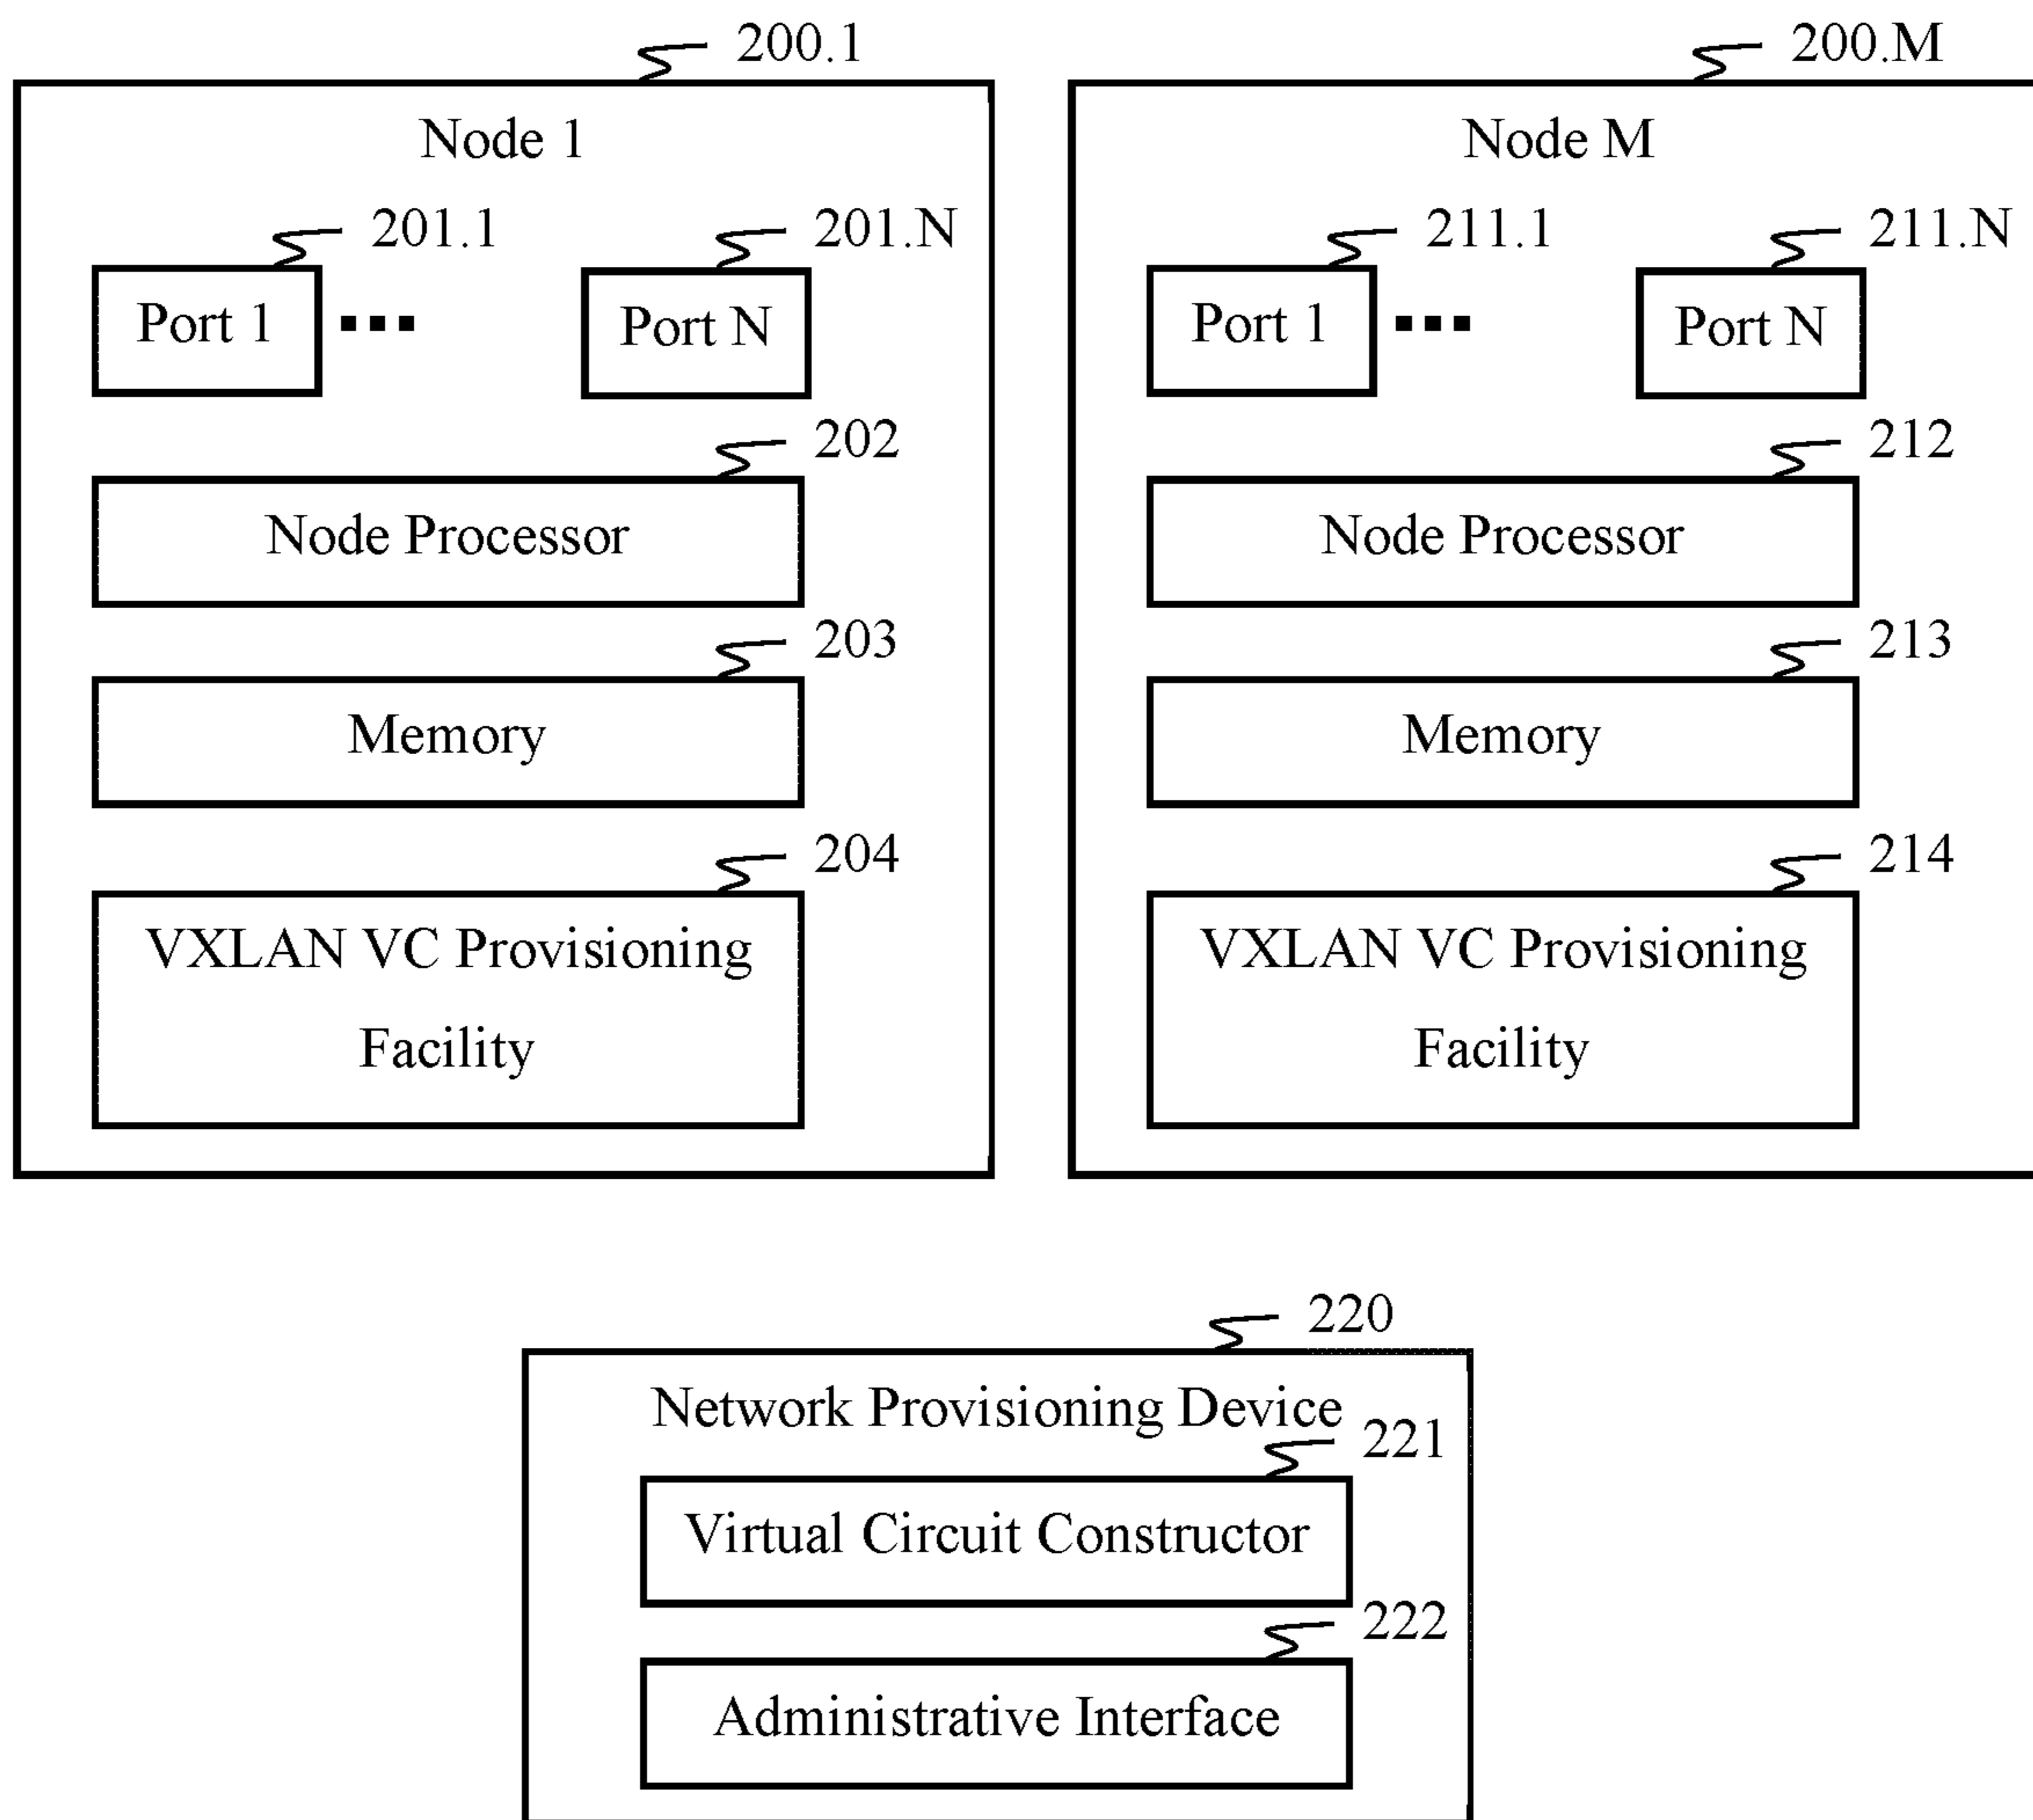 200.1
Node 1
201.1
201.N
Port 1
Port N
202
Node Processor
203
Memory
204
VXLAN VC Provisioning
Facility
200.M
Node M
211.1
211.N
Port 1
Port N
212
Node Processor
213
Memory
214
VXLAN VC Provisioning
Facility
220
Network Provisioning Device
221
Virtual Circuit Constructor
222
Administrative Interface